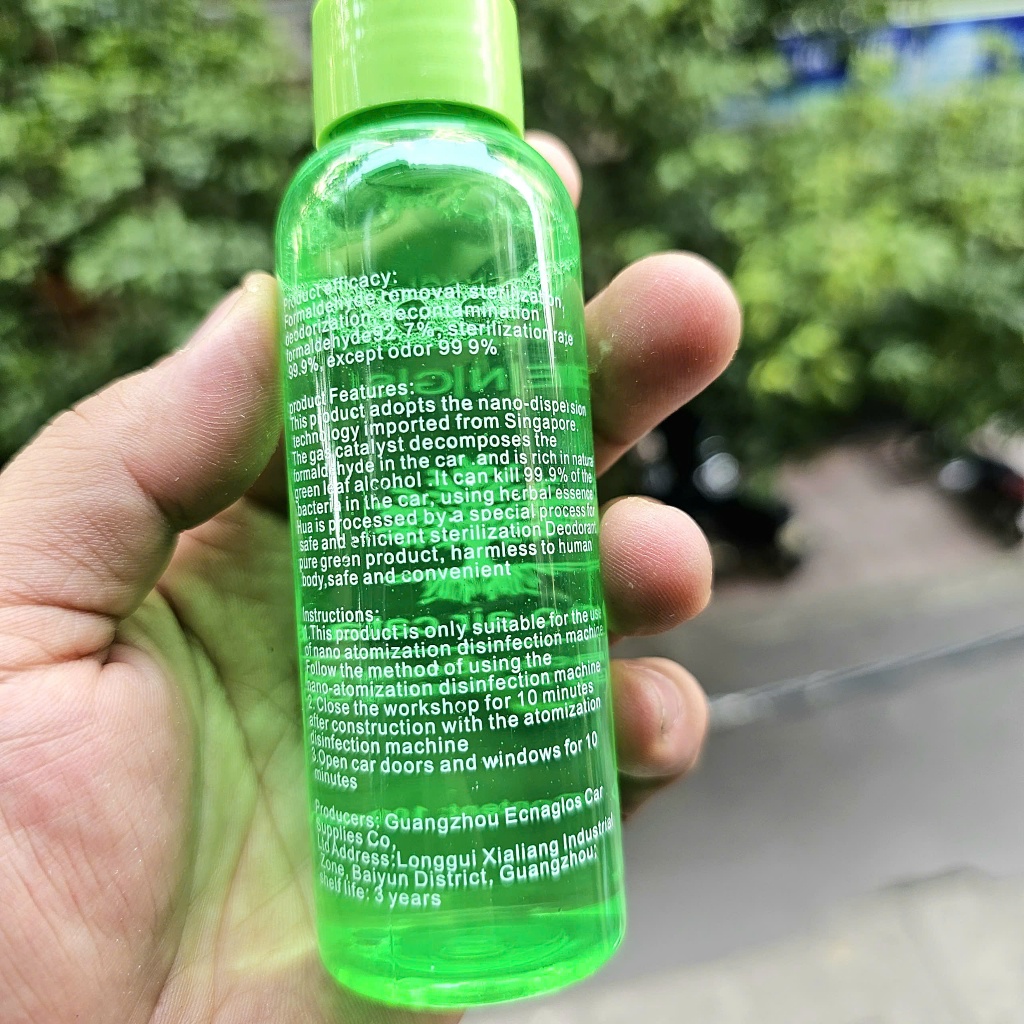 Product efficacy:
Formaldehyde removal, sterilization,
deodorization, decontamination
formaldehyde92.7%, sterilization rate
99.9%, except odor 99 9%
product Features:
This product adopts the nano-dispersion
technology imported from Singapore.
The gas catalyst decomposes the
formaldehyde in the car and is rich in natural
green leaf alcohol It can kill 99.9% of the
bacteria in the car, using herbal essence
Hua is processed by a special process for
safe and efficient sterilization Deodorant
pure green product, harmless to human
body,safe and convenient
Instructions:
1.This product is only suitable for the use
of nano atomization disinfection machine
Follow the method of using the
nano-atomization disinfection machine
2.Close the workshop for 10 minutes
after construction with the atomization
disinfection machine
3.Open car doors and windows for 10
minutes
Producers: Guangzhou Ecnaglos Car
Supplies Co,
Ltd Address:Longgui Xialiang Industrial
Zone, Baiyun District, Guangzhou;
shelf life: 3 years